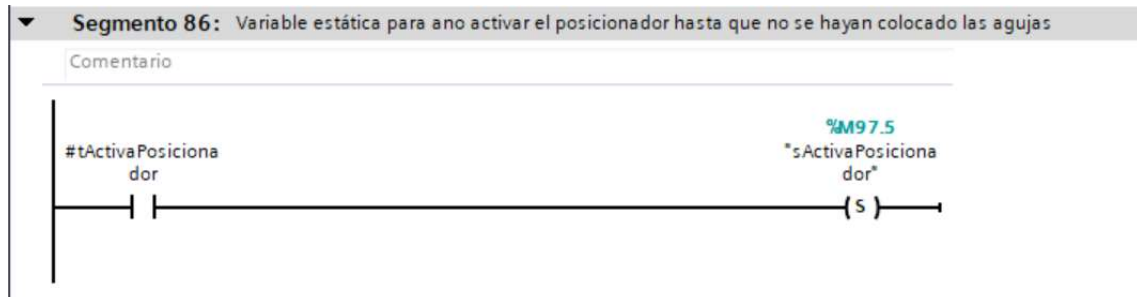 Segmento 86: Variable estática para ano activar el posicionador hasta que no se hayan colocado las agujas
Comentario
%M97.5
#tActivaPosiciona
dor
"sActivaPosiciona
dor"
S